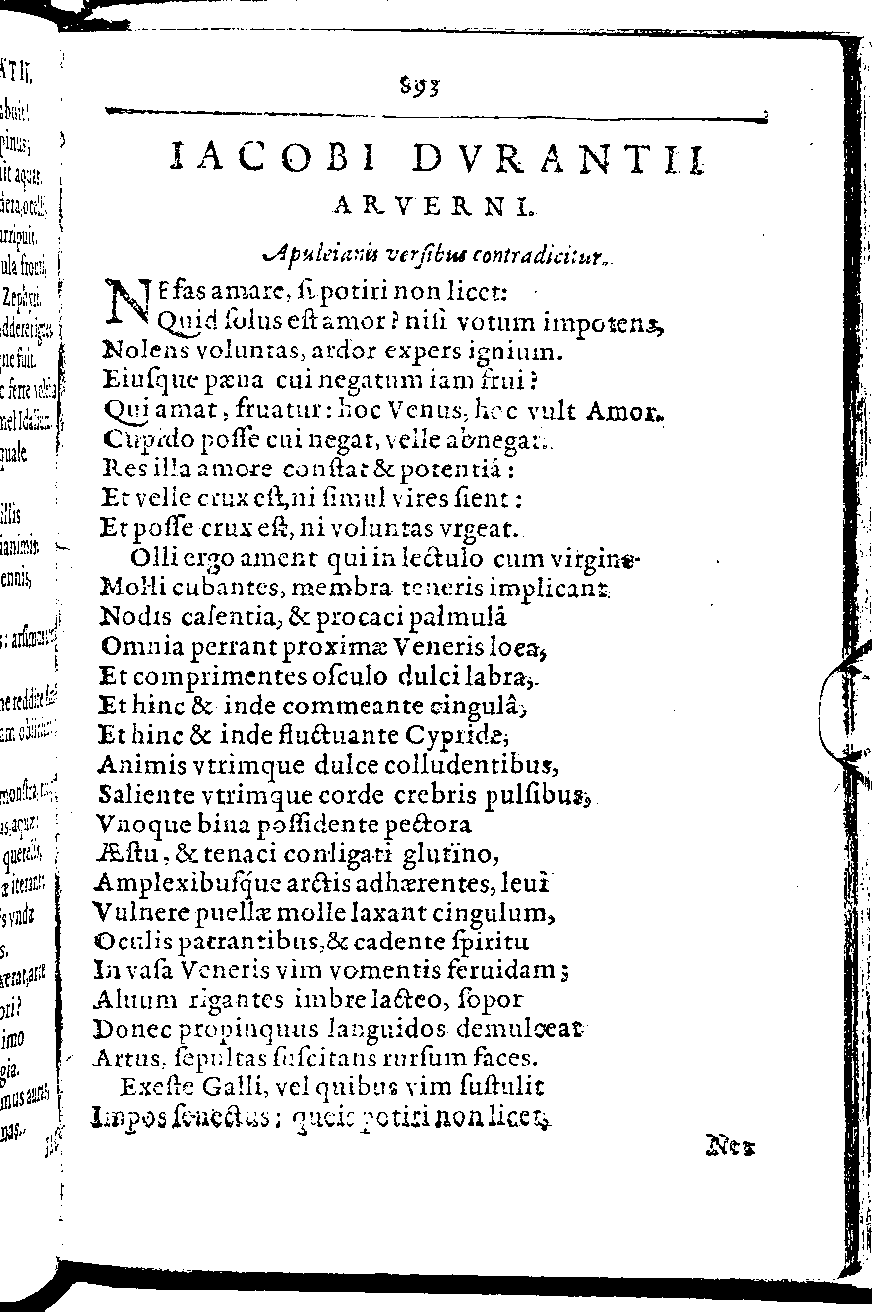 893
IACOBI DVRANTII
ARVERNI.
Apuleianis verſibus contradicitur.
NEfas amare, ſi potiri non licet:
Quid ſolus eſt amor? niſi votum impotens,
Nolens voluntas, ardor expers ignium.
Eiuſque pæna cui negatum iam frui?
Qui amat, fruatur: hoc Venus, hoc vult Amor.
Cupido poſſe cui negat, velle abnegat.
Res illa amore conſtat & potentiâ:
Et velle crux eſt, ni ſimul vires ſient:
Et poſſe crux eſt, ni voluntas vrgeat.
Olli ergo ament qui in lectulo cum virgine
Molli cubantes, membra teneris implicant
Nodis caſentia, & procaci palmulâ
Omnia perrant proximæ Veneris loca,
Et comprimentes oſculo dulci labra,
Et hinc & inde commeante cingulâ,
Et hinc & inde fluctuante Cypride,
Animis vtrimque dulce colludentibus,
Saliente vtrimque corde crebris pulſibus,
Vnoque bina poſſidente pectora
Æſtu, & tenaci conligati glutino,
Amplexibuſque arctis adhærentes, leui
Vulnere puellæ molle laxant cingulum,
Oculis patrantibus, & cadente ſpiritu
In vaſa Veneris vim vomentis feruidam;
Aluum rigantes imbre lacteo, ſopor
Donec propinquus languidos demulceat
Artus, ſepultas ſuſcitans rurſum faces.
Exeſte Galli, vel quibus vim ſuſtulit
Impos ſenectus; queis potiri non licet,
Nex